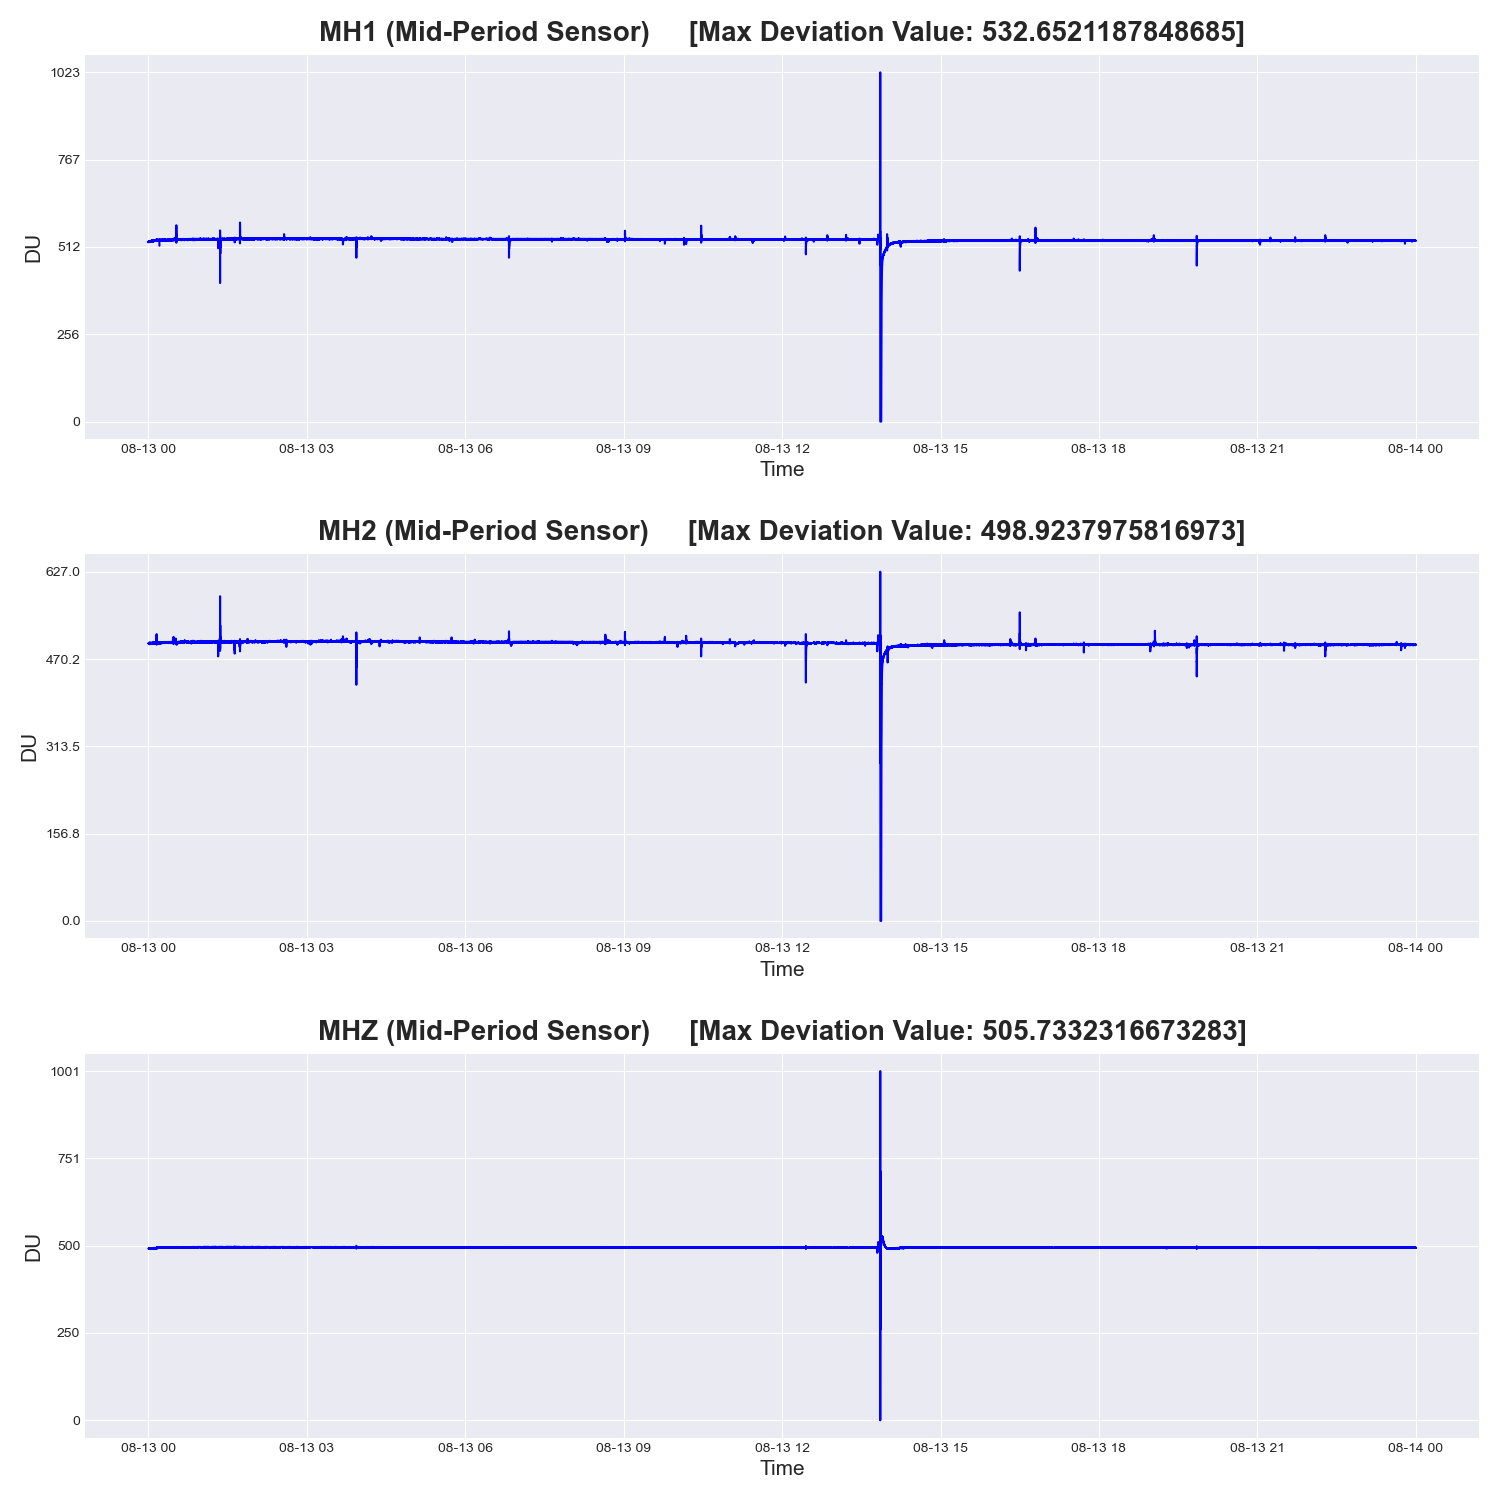 MH1 (Mid-Period Sensor) [Max Deviation Value: 532.6521187848685]
1023
767
512
256
0
DU
08-13 00 08-13 03 08-13 06 08-13 09 08-13 12 08-13 15 08-13 18 08-13 21 08-14 00
Time
MH2 (Mid-Period Sensor) [Max Deviation Value: 498.9237975816973]
627.0
470.2
313.5
156.8
0.0
DU
08-13 00 08-13 03 08-13 06 08-13 09 08-13 12 08-13 15 08-13 18 08-13 21 08-14 00
Time
MHZ (Mid-Period Sensor) [Max Deviation Value: 505.7332316673283]
1001
751
500
250
0
DU
08-13 00 08-13 03 08-13 06 08-13 09 08-13 12 08-13 15 08-13 18 08-13 21 08-14 00
Time